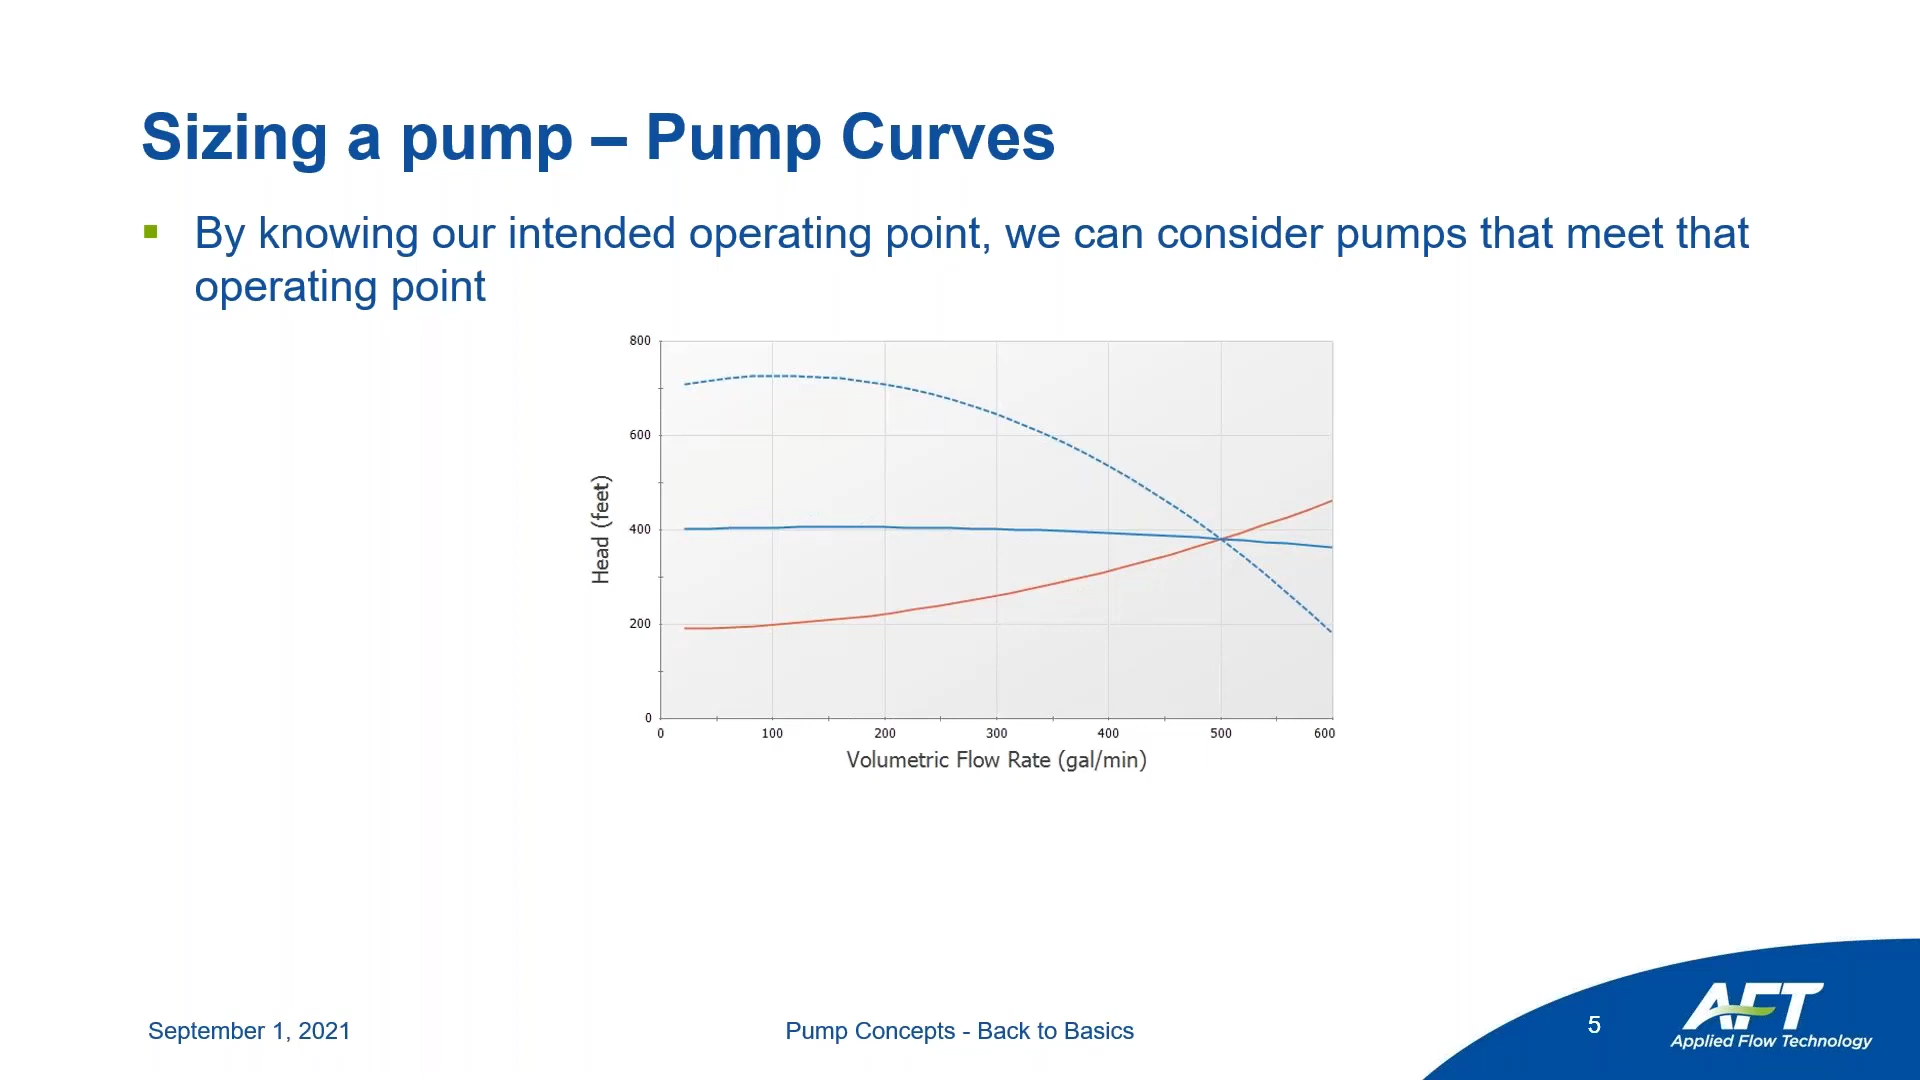 Sizing a pump – Pump Curves
▪ By knowing our intended operating point, we can consider pumps that meet that
operating point
800
600
400
200
0
Head (feet)
0 100 200 300 400 500 600
Volumetric Flow Rate (gal/min)
September 1, 2021
Pump Concepts - Back to Basics
5
AFT
Applied Flow Technology